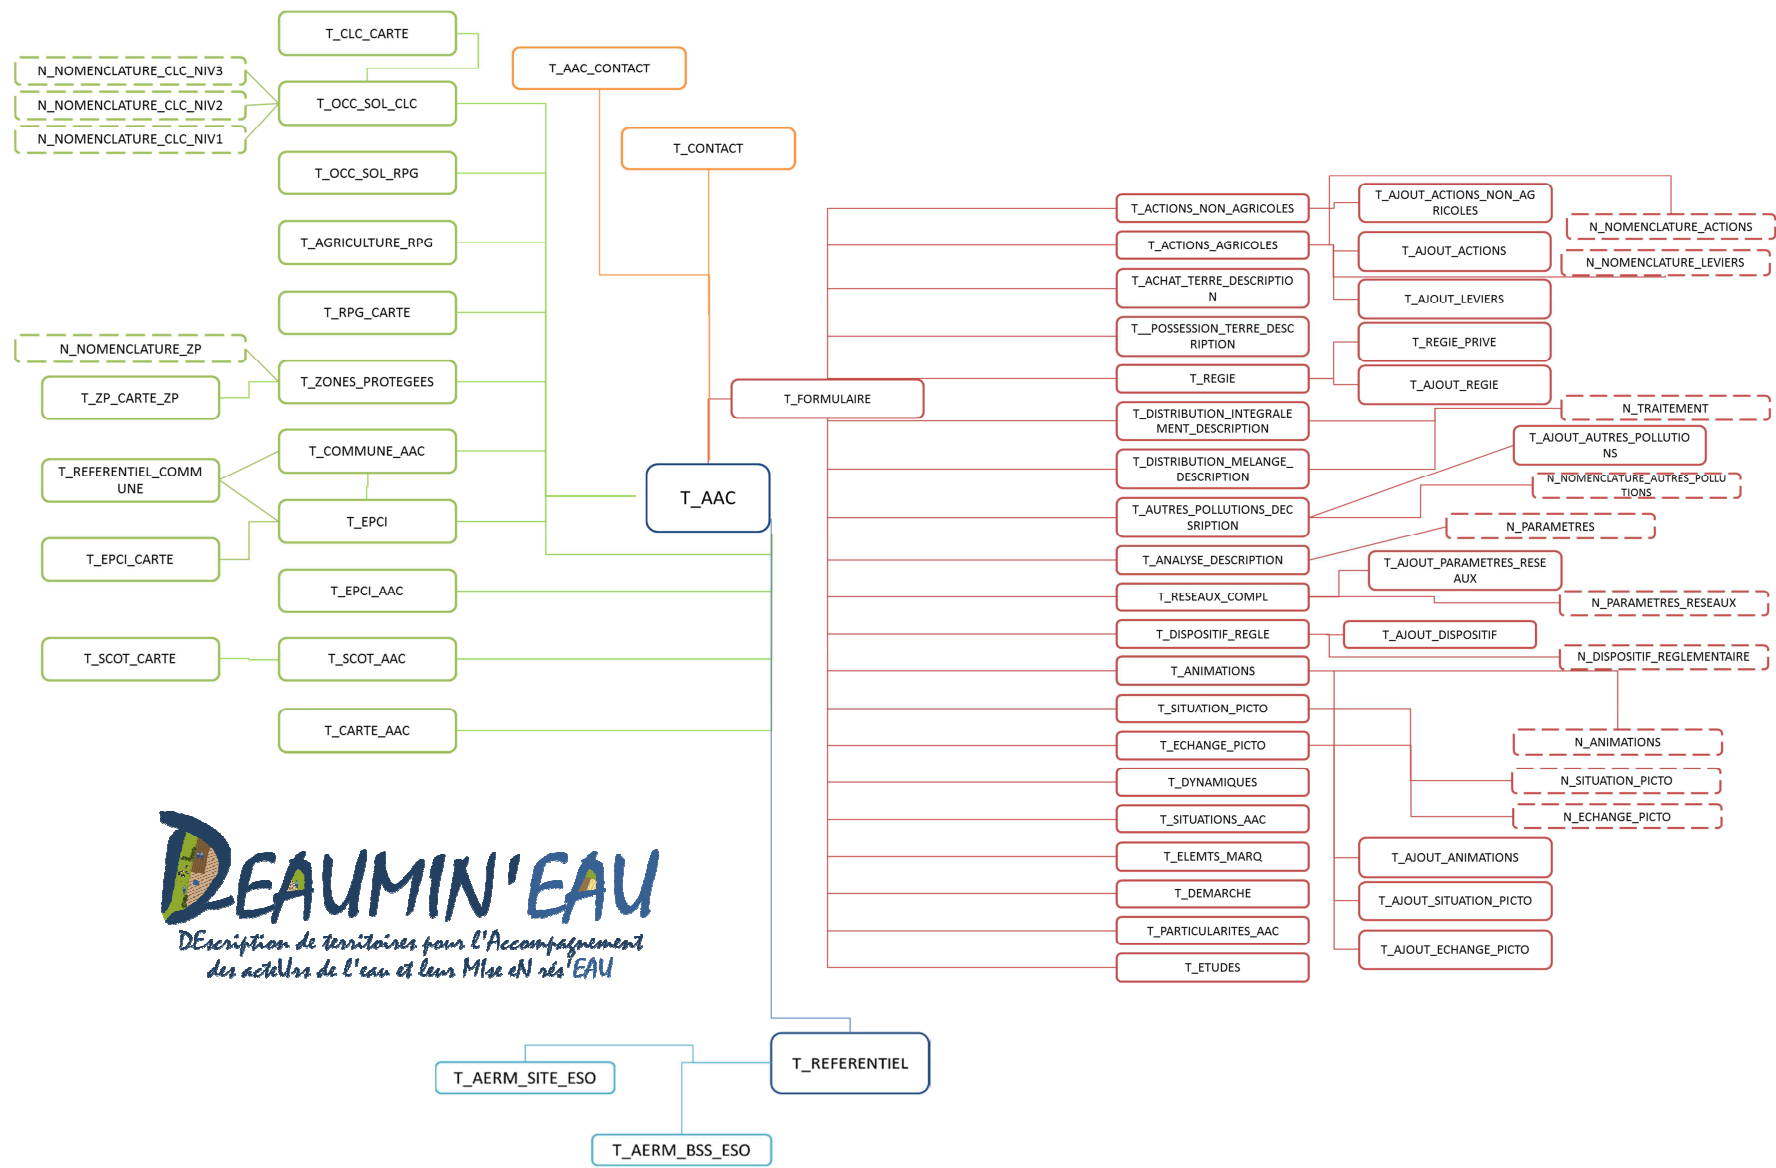 T_CLC_CARTE
N_NOMENCLATURE_CLC_NIV3
N_NOMENCLATURE_CLC_NIV2
N_NOMENCLATURE_CLC_NIV1
T_OCC_SOL_CLC
T_OCC_SOL_RPG
T_AGRICULTURE_RPG
T_RPG_CARTE
N_NOMENCLATURE_ZP
T_ZP_CARTE_ZP
T_ZONES_PROTEGEES
T_COMMUNE_AAC
T_REFERENTIEL_COMM
UNE
T_EPCI
T_EPCI_CARTE
T_EPCI_AAC
T_SCOT_CARTE
T_SCOT_AAC
T_CARTE_AAC
T_AAC_CONTACT
T_CONTACT
T_FORMULAIRE
T_AAC
T_ACTIONS_NON_AGRICOLES
T_ACTIONS_AGRICOLES
T_ACHAT_TERRE_DESCRIPTIO
N
T__POSSESSION_TERRE_DESC
RIPTION
T_REGIE
T_DISTRIBUTION_INTEGRALE
MENT_DESCRIPTION
T_DISTRIBUTION_MELANGE_
DESCRIPTION
T_AUTRES_POLLUTIONS_DEC
SRIPTION
T_ANALYSE_DESCRIPTION
T_RESEAUX_COMPL
T_DISPOSITIF_REGLE
T_ANIMATIONS
T_SITUATION_PICTO
T_ECHANGE_PICTO
T_DYNAMIQUES
T_SITUATIONS_AAC
T_ELEMTS_MARQ
T_DEMARCHE
T_PARTICULARITES_AAC
T_ETUDES
T_AJOUT_ACTIONS_NON_AG
RICOLES
N_NOMENCLATURE_ACTIONS
T_AJOUT_ACTIONS
N_NOMENCLATURE_LEVIERS
T_AJOUT_LEVIERS
T_REGIE_PRIVE
T_AJOUT_REGIE
N_TRAITEMENT
T_AJOUT_AUTRES_POLLUTIO
NS
N_NOMENCLATURE_AUTRES_POLLU
TIONS
N_PARAMETRES
T_AJOUT_PARAMETRES_RESE
AUX
N_PARAMETRES_RESEAUX
T_AJOUT_DISPOSITIF
N_DISPOSITIF_REGLEMENTAIRE
N_ANIMATIONS
N_SITUATION_PICTO
N_ECHANGE_PICTO
T_AJOUT_ANIMATIONS
T_AJOUT_SITUATION_PICTO
T_AJOUT_ECHANGE_PICTO
DEAUMIN'EAU
DEscription de territoires pour l'Accompagnement
des acteUrs de l'eau et leur MIse eN rés'EAU
T_REFERENTIEL
T_AERM_SITE_ESO
T_AERM_BSS_ESO